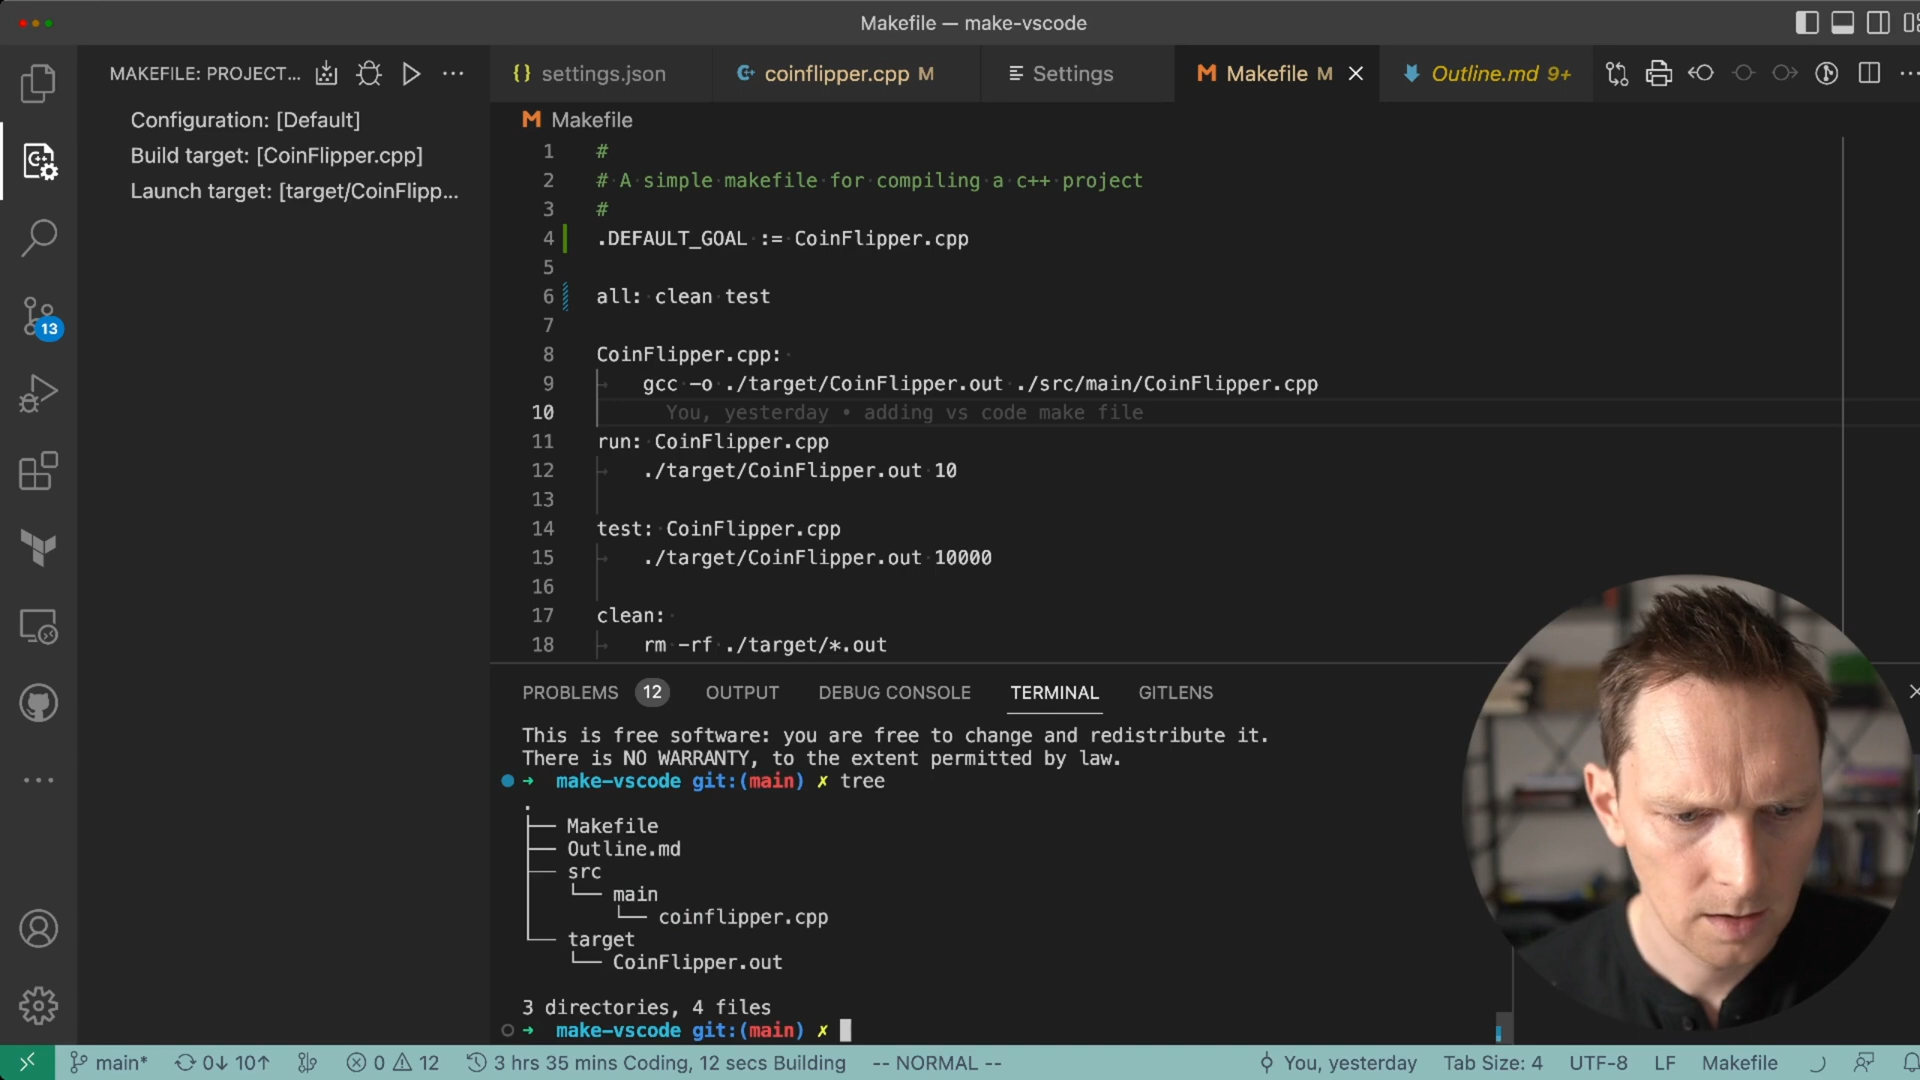 Makefile — make-vscode
MAKEFILE: PROJECT...
settings.json
coinflipper.cpp M
Settings
Makefile M
Outline.md 9+
Configuration: [Default]
Build target: [CoinFlipper.cpp]
Launch target: [target/CoinFlipp...
13
Makefile
1 #
2 # A simple makefile for compiling a c++ project
3 #
4 .DEFAULT_GOAL := CoinFlipper.cpp
5
6 all: clean test
7
8 CoinFlipper.cpp:
9 gcc -o ./target/CoinFlipper.out ./src/main/CoinFlipper.cpp
10 You, yesterday • adding vs code make file
11 run: CoinFlipper.cpp
12 ./target/CoinFlipper.out 10
13
14 test: CoinFlipper.cpp
15 ./target/CoinFlipper.out 10000
16
17 clean:
18 rm -rf ./target/*.out
PROBLEMS 12 OUTPUT DEBUG CONSOLE TERMINAL GITLENS
This is free software: you are free to change and redistribute it.
There is NO WARRANTY, to the extent permitted by law.
➜ make-vscode git:(main) ✗ tree
.
├── Makefile
├── Outline.md
├── src
│   └── main
│       └── coinflipper.cpp
└── target
    └── CoinFlipper.out
3 directories, 4 files
➜ make-vscode git:(main) ✗
main* 0↓ 10↑ 0 12 3 hrs 35 mins Coding, 12 secs Building -- NORMAL -- You, yesterday Tab Size: 4 UTF-8 LF Makefile